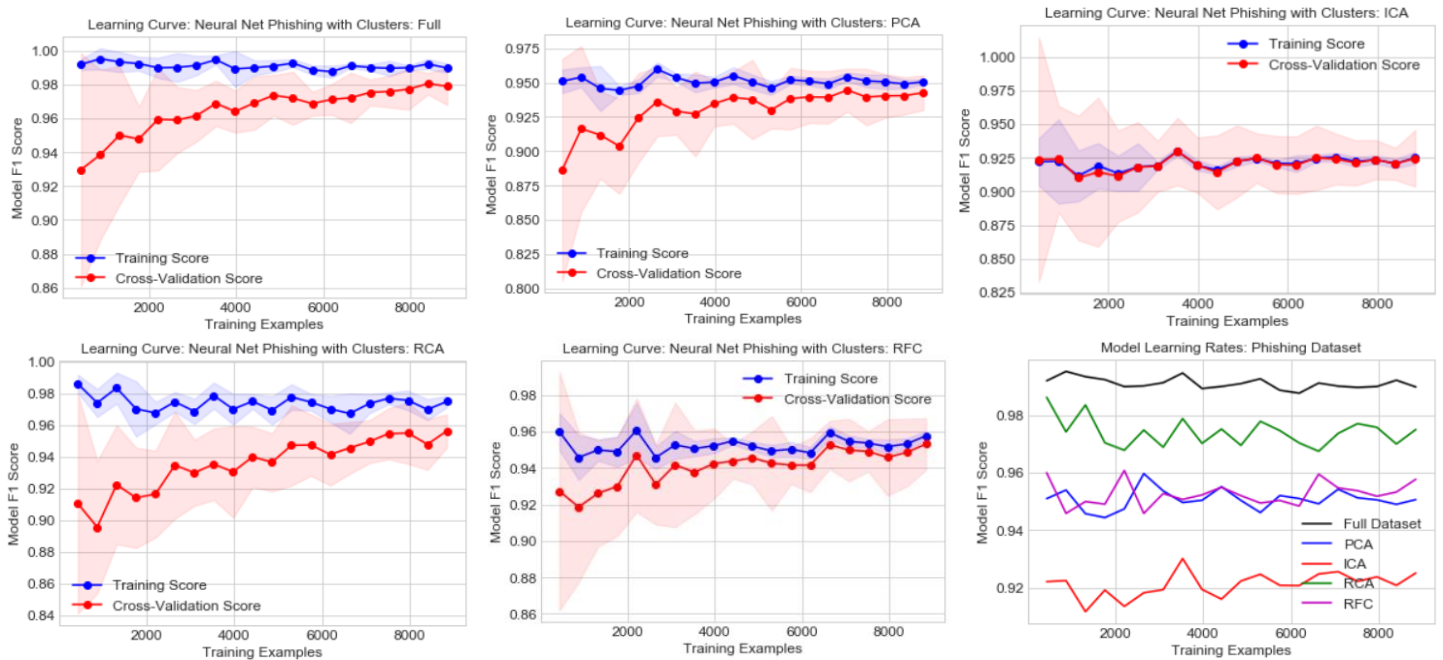 Learning Curve: Neural Net Phishing with Clusters: Full
Model F1 Score
1.00
0.98
0.96
0.94
0.92
0.90
0.88
0.86
Training Score
Cross-Validation Score
2000 4000 6000 8000
Training Examples
Learning Curve: Neural Net Phishing with Clusters: PCA
Model F1 Score
0.975
0.950
0.925
0.900
0.875
0.850
0.825
0.800
Training Score
Cross-Validation Score
2000 4000 6000 8000
Training Examples
Learning Curve: Neural Net Phishing with Clusters: ICA
Model F1 Score
1.000
0.975
0.950
0.925
0.900
0.875
0.850
0.825
Training Score
Cross-Validation Score
2000 4000 6000 8000
Training Examples
Learning Curve: Neural Net Phishing with Clusters: RCA
Model F1 Score
1.00
0.98
0.96
0.94
0.92
0.90
0.88
0.86
0.84
Training Score
Cross-Validation Score
2000 4000 6000 8000
Training Examples
Learning Curve: Neural Net Phishing with Clusters: RFC
Model F1 Score
0.98
0.96
0.94
0.92
0.90
0.88
0.86
Training Score
Cross-Validation Score
2000 4000 6000 8000
Training Examples
Model Learning Rates: Phishing Dataset
Model F1 Score
0.98
0.96
0.94
0.92
Full Dataset
PCA
ICA
RCA
RFC
2000 4000 6000 8000
Training Examples